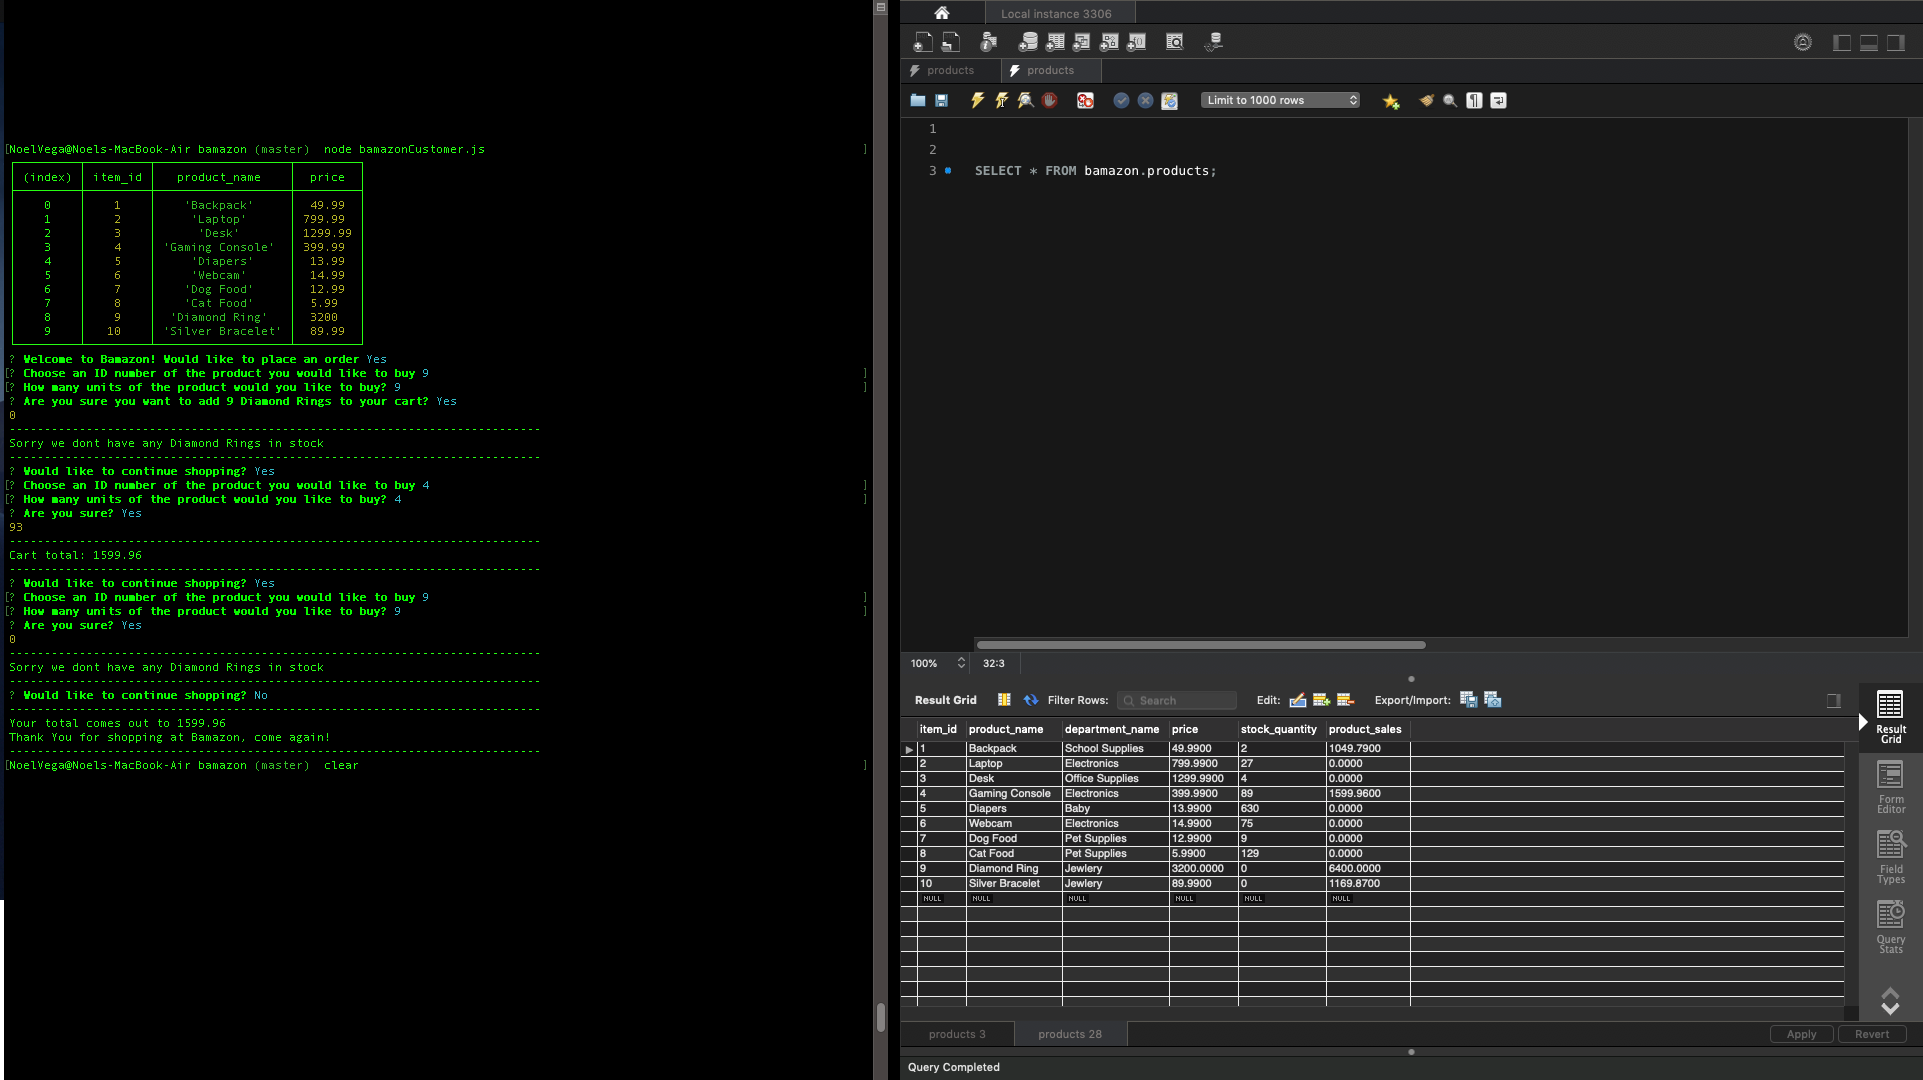 [NoelVega@Noels-MacBook-Air bamazon (master)  node bamazonCustomer.js ]
(index) item_id product_name price
0 1 'Backpack' 49.99
1 2 'Laptop' 799.99
2 3 'Desk' 1299.99
3 4 'Gaming Console' 399.99
4 5 'Diapers' 13.99
5 6 'Webcam' 14.99
6 7 'Dog Food' 12.99
7 8 'Cat Food' 5.99
8 9 'Diamond Ring' 3200
9 10 'Silver Bracelet' 89.99
? Welcome to Bamazon! Would like to place an order Yes
[? Choose an ID number of the product you would like to buy 9 ]
[? How many units of the product would you like to buy? 9 ]
? Are you sure you want to add 9 Diamond Rings to your cart? Yes
0
----------------------------------------------------------------------------
Sorry we dont have any Diamond Rings in stock
----------------------------------------------------------------------------
? Would like to continue shopping? Yes
[? Choose an ID number of the product you would like to buy 4 ]
[? How many units of the product would you like to buy? 4 ]
? Are you sure? Yes
93
----------------------------------------------------------------------------
Cart total: 1599.96
----------------------------------------------------------------------------
? Would like to continue shopping? Yes
[? Choose an ID number of the product you would like to buy 9 ]
[? How many units of the product would you like to buy? 9 ]
? Are you sure? Yes
0
----------------------------------------------------------------------------
Sorry we dont have any Diamond Rings in stock
----------------------------------------------------------------------------
? Would like to continue shopping? No
----------------------------------------------------------------------------
Your total comes out to 1599.96
Thank You for shopping at Bamazon, come again!
----------------------------------------------------------------------------
[NoelVega@Noels-MacBook-Air bamazon (master)  clear ]
Local instance 3306
products products
Limit to 1000 rows
1
2
3 SELECT * FROM bamazon.products;
100% 32:3
Result Grid Filter Rows: Search Edit: Export/Import:
item_id product_name department_name price stock_quantity product_sales
1 Backpack School Supplies 49.9900 2 1049.7900
2 Laptop Electronics 799.9900 27 0.0000
3 Desk Office Supplies 1299.9900 4 0.0000
4 Gaming Console Electronics 399.9900 89 1599.9600
5 Diapers Baby 13.9900 630 0.0000
6 Webcam Electronics 14.9900 75 0.0000
7 Dog Food Pet Supplies 12.9900 9 0.0000
8 Cat Food Pet Supplies 5.9900 129 0.0000
9 Diamond Ring Jewlery 3200.0000 0 6400.0000
10 Silver Bracelet Jewlery 89.9900 0 1169.8700
NULL NULL NULL NULL NULL NULL
Result
Grid
Form
Editor
Field
Types
Query
Stats
products 3 products 28 Apply Revert
Query Completed